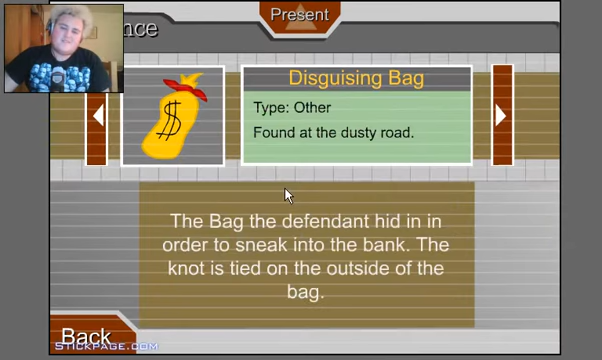 Present
nce
Disguising Bag
Type: Other
Found at the dusty road.
$
The Bag the defendant hid in in
order to sneak into the bank. The
knot is tied on the outside of the
bag.
Back
STICKPAGE.COM